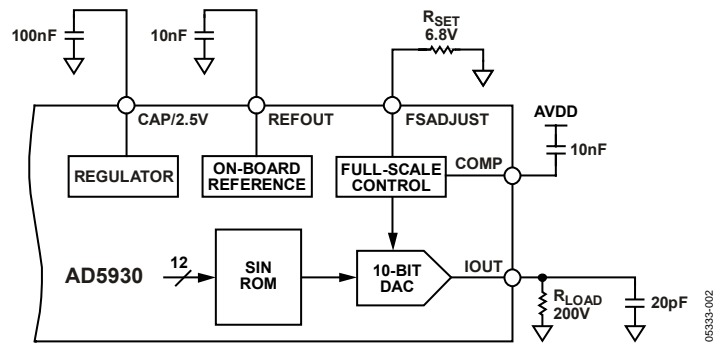 100nF
10nF
RSET
6.8V
CAP/2.5V
REFOUT
FSADJUST
AVDD
10nF
REGULATOR
ON-BOARD
REFERENCE
FULL-SCALE
CONTROL
COMP
AD5930
12
SIN
ROM
10-BIT
DAC
IOUT
RLOAD
200V
20pF
05333-002